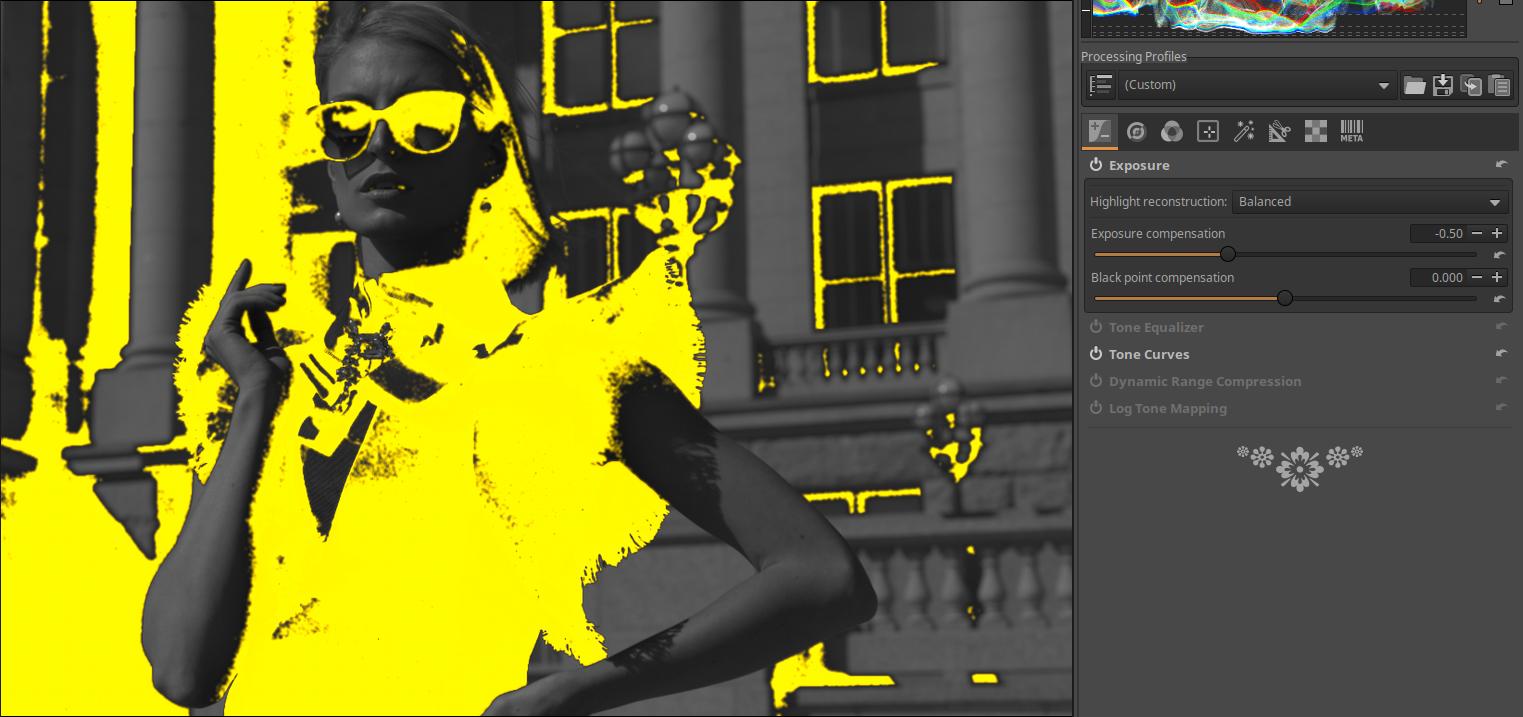 Processing Profiles
(Custom)
META
Exposure
Highlight reconstruction: Balanced
Exposure compensation -0.50
Black point compensation 0.000
Tone Equalizer
Tone Curves
Dynamic Range Compression
Log Tone Mapping